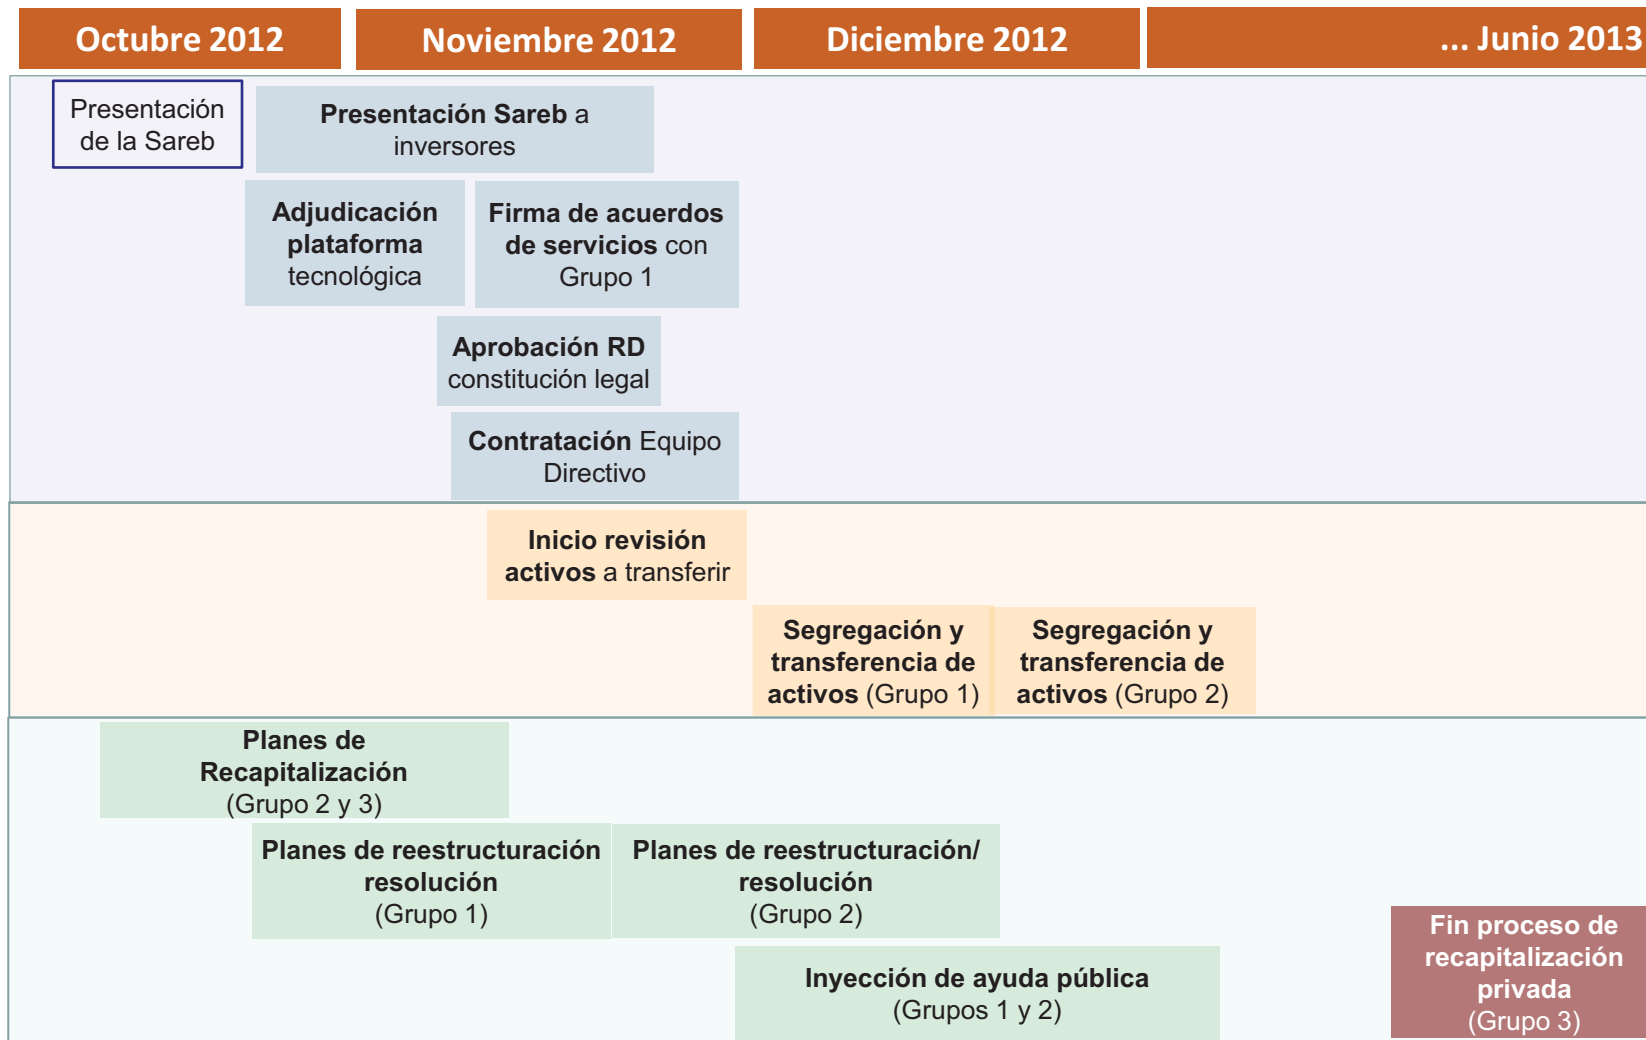 Octubre 2012
Noviembre 2012
Diciembre 2012
... Junio 2013
Presentación
de la Sareb
Presentación Sareb a
inversores
Adjudicación
plataforma
tecnológica
Firma de acuerdos
de servicios con
Grupo 1
Aprobación RD
constitución legal
Contratación Equipo
Directivo
Inicio revisión
activos a transferir
Segregación y
transferencia de
activos (Grupo 1)
Segregación y
transferencia de
activos (Grupo 2)
Planes de
Recapitalización
(Grupo 2 y 3)
Planes de reestructuración
resolución
(Grupo 1)
Planes de reestructuración/
resolución
(Grupo 2)
Inyección de ayuda pública
(Grupos 1 y 2)
Fin proceso de
recapitalización
privada
(Grupo 3)